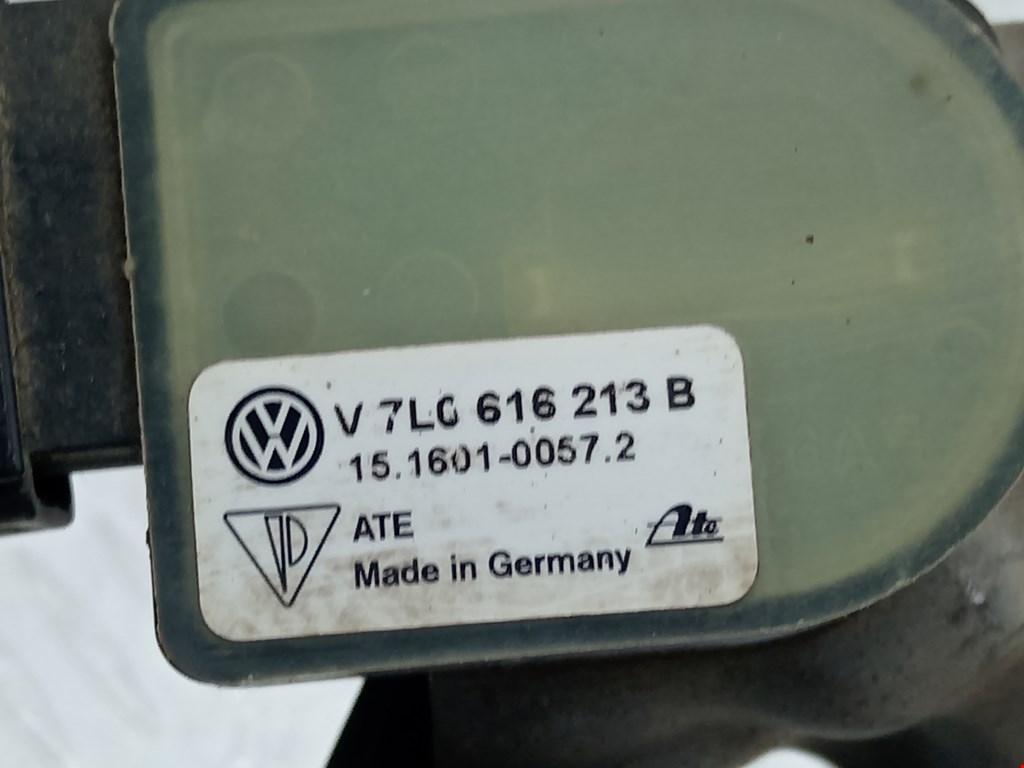 V 7L0 616 213 B
15.1601-0057.2
ATE
Ate
Made in Germany